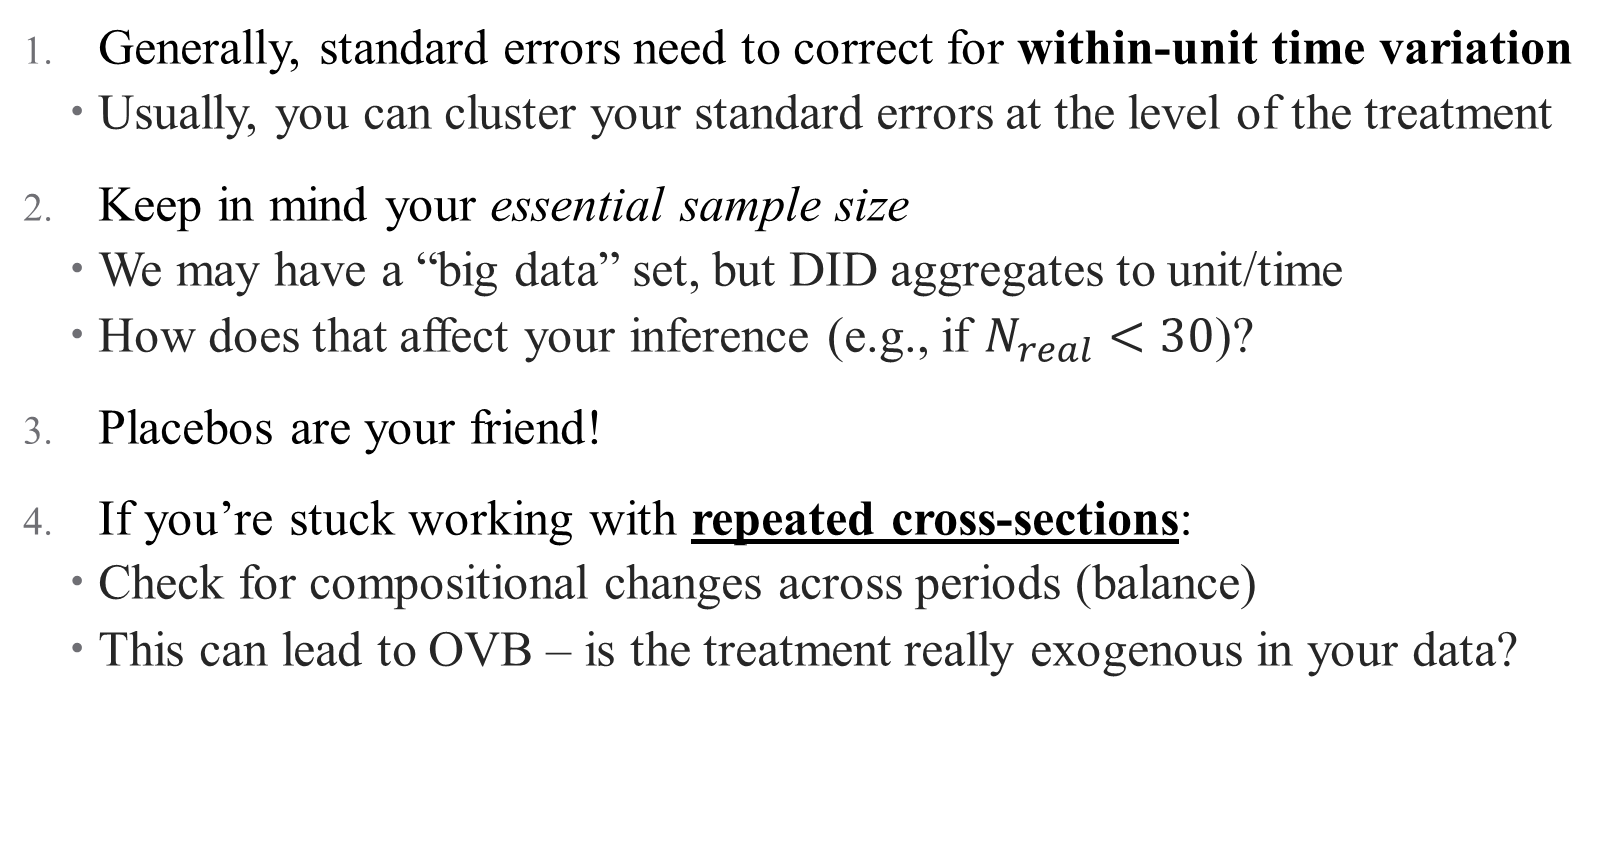 1. Generally, standard errors need to correct for within-unit time variation
• Usually, you can cluster your standard errors at the level of the treatment
2. Keep in mind your essential sample size
• We may have a “big data” set, but DID aggregates to unit/time
• How does that affect your inference (e.g., if N_real < 30)?
3. Placebos are your friend!
4. If you’re stuck working with repeated cross-sections:
• Check for compositional changes across periods (balance)
• This can lead to OVB – is the treatment really exogenous in your data?